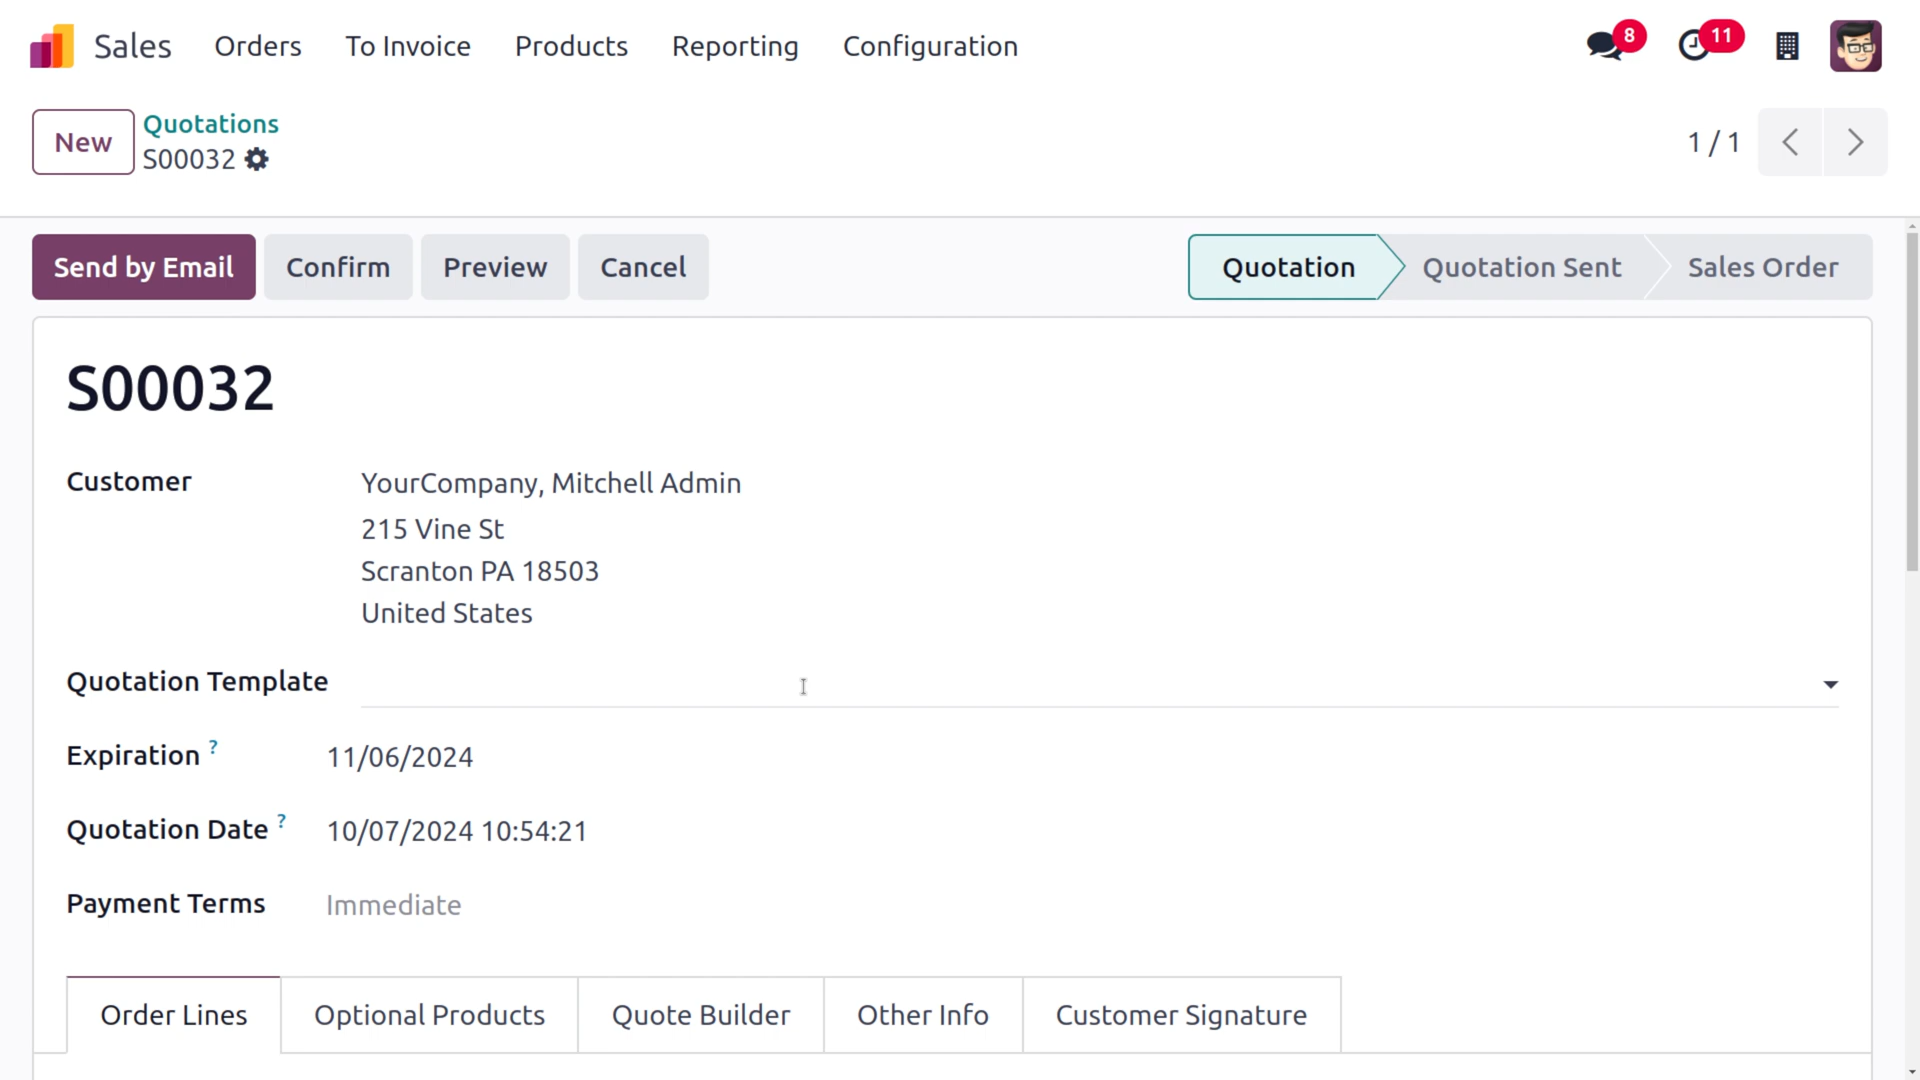 Sales Orders To Invoice Products Reporting Configuration 8 11
New Quotations 1 / 1
S00032
Send by Email Confirm Preview Cancel Quotation Quotation Sent Sales Order
S00032
Customer YourCompany, Mitchell Admin
215 Vine St
Scranton PA 18503
United States
Quotation Template
Expiration ? 11/06/2024
Quotation Date ? 10/07/2024 10:54:21
Payment Terms Immediate
Order Lines Optional Products Quote Builder Other Info Customer Signature